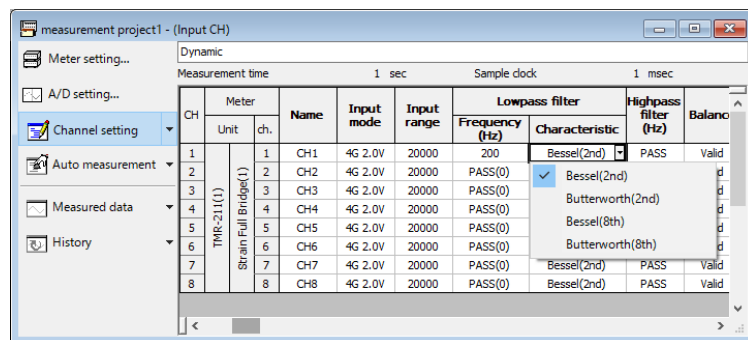 measurement project1 - (Input CH)
Meter setting...
A/D setting...
Channel setting
Auto measurement
Measured data
History
Dynamic
Measurement time 1 sec Sample clock 1 msec
CH Meter Name Input mode Input range Lowpass filter Highpass filter (Hz) Balanc
Unit ch. Frequency (Hz) Characteristic
TMR-211(1)
Strain Full Bridge(1)
1 1 CH1 4G 2.0V 20000 200 Bessel(2nd) PASS Valid
2 2 CH2 4G 2.0V 20000 PASS(0) d
3 3 CH3 4G 2.0V 20000 PASS(0) d
4 4 CH4 4G 2.0V 20000 PASS(0) d
5 5 CH5 4G 2.0V 20000 PASS(0) d
6 6 CH6 4G 2.0V 20000 PASS(0) d
7 7 CH7 4G 2.0V 20000 PASS(0) Bessel(2nd) PASS Valid
8 8 CH8 4G 2.0V 20000 PASS(0) Bessel(2nd) PASS Valid
Bessel(2nd)
Butterworth(2nd)
Bessel(8th)
Butterworth(8th)